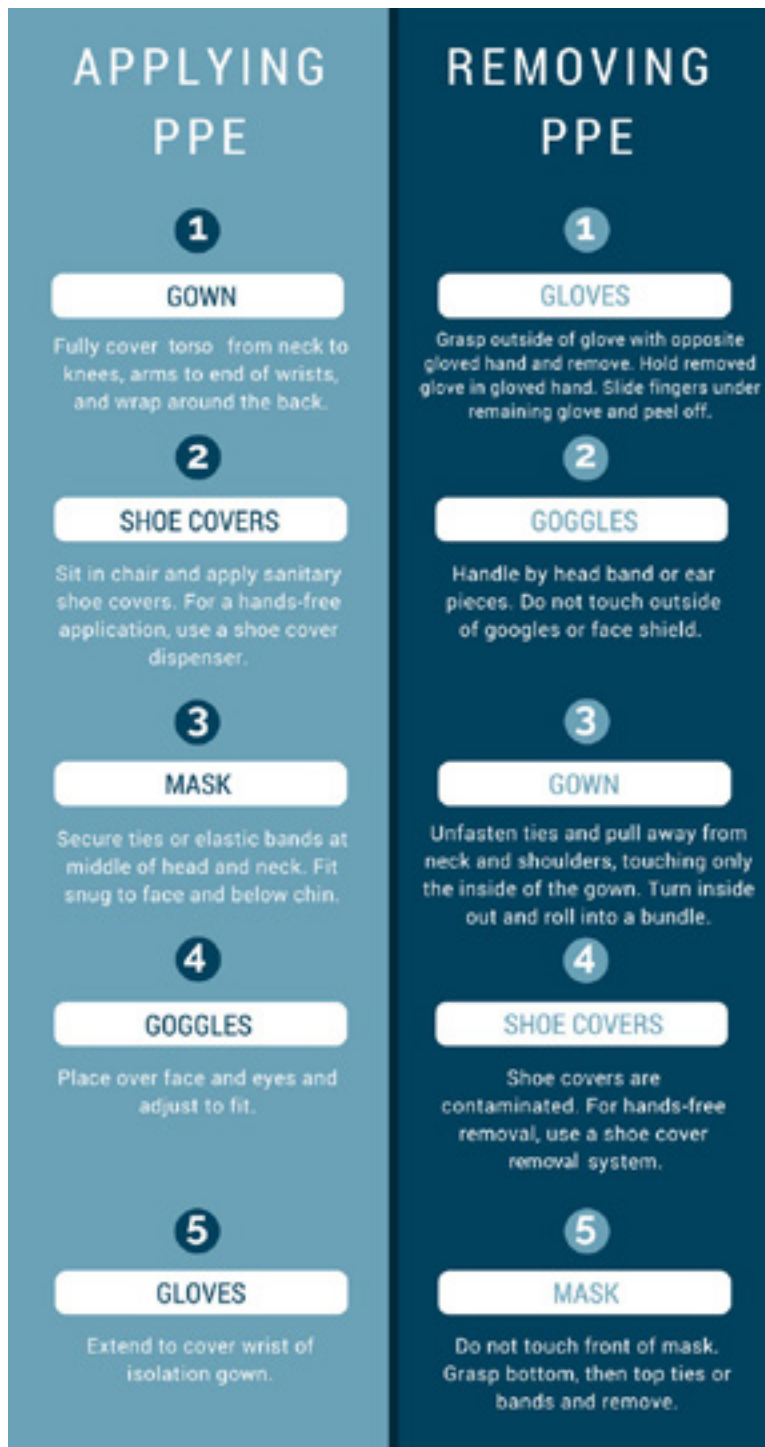 APPLYING
PPE
1
GOWN
Fully cover torso from neck to
knees, arms to end of wrists,
and wrap around the back.
2
SHOE COVERS
Sit in chair and apply sanitary
shoe covers. For a hands-free
application, use a shoe cover
dispenser.
3
MASK
Secure ties or elastic bands at
middle of head and neck. Fit
snug to face and below chin.
4
GOGGLES
Place over face and eyes and
adjust to fit.
5
GLOVES
Extend to cover wrist of
isolation gown.
REMOVING
PPE
1
GLOVES
Grasp outside of glove with opposite
gloved hand and remove. Hold removed
glove in gloved hand. Slide fingers under
remaining glove and peel off.
2
GOGGLES
Handle by head band or ear
pieces. Do not touch outside
of googles or face shield.
3
GOWN
Unfasten ties and pull away from
neck and shoulders, touching only
the inside of the gown. Turn inside
out and roll into a bundle.
4
SHOE COVERS
Shoe covers are
contaminated. For hands-free
removal, use a shoe cover
removal system.
5
MASK
Do not touch front of mask.
Grasp bottom, then top ties or
bands and remove.